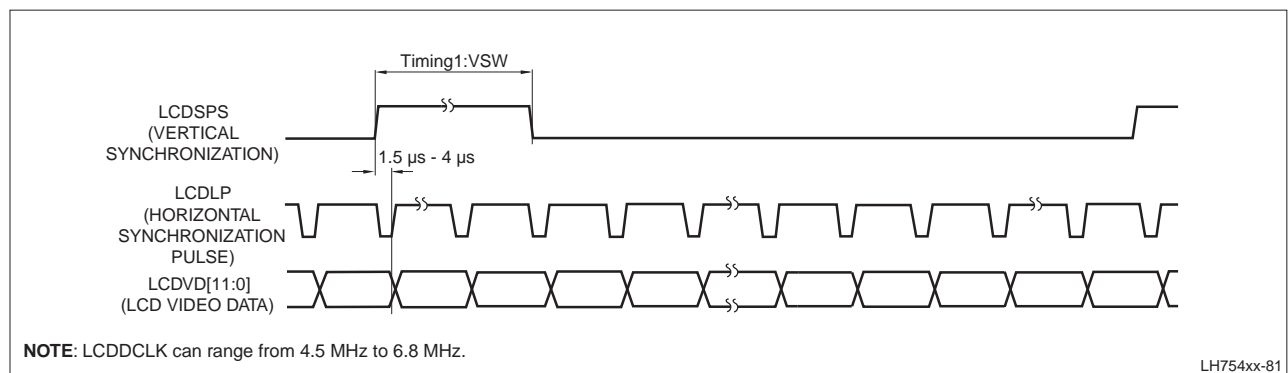 Timing1:VSW
LCDSPS
(VERTICAL
SYNCHRONIZATION)
1.5 µs - 4 µs
LCDLP
(HORIZONTAL
SYNCHRONIZATION
PULSE)
LCDVD[11:0]
(LCD VIDEO DATA)
NOTE: LCDDCLK can range from 4.5 MHz to 6.8 MHz.
LH754xx-81